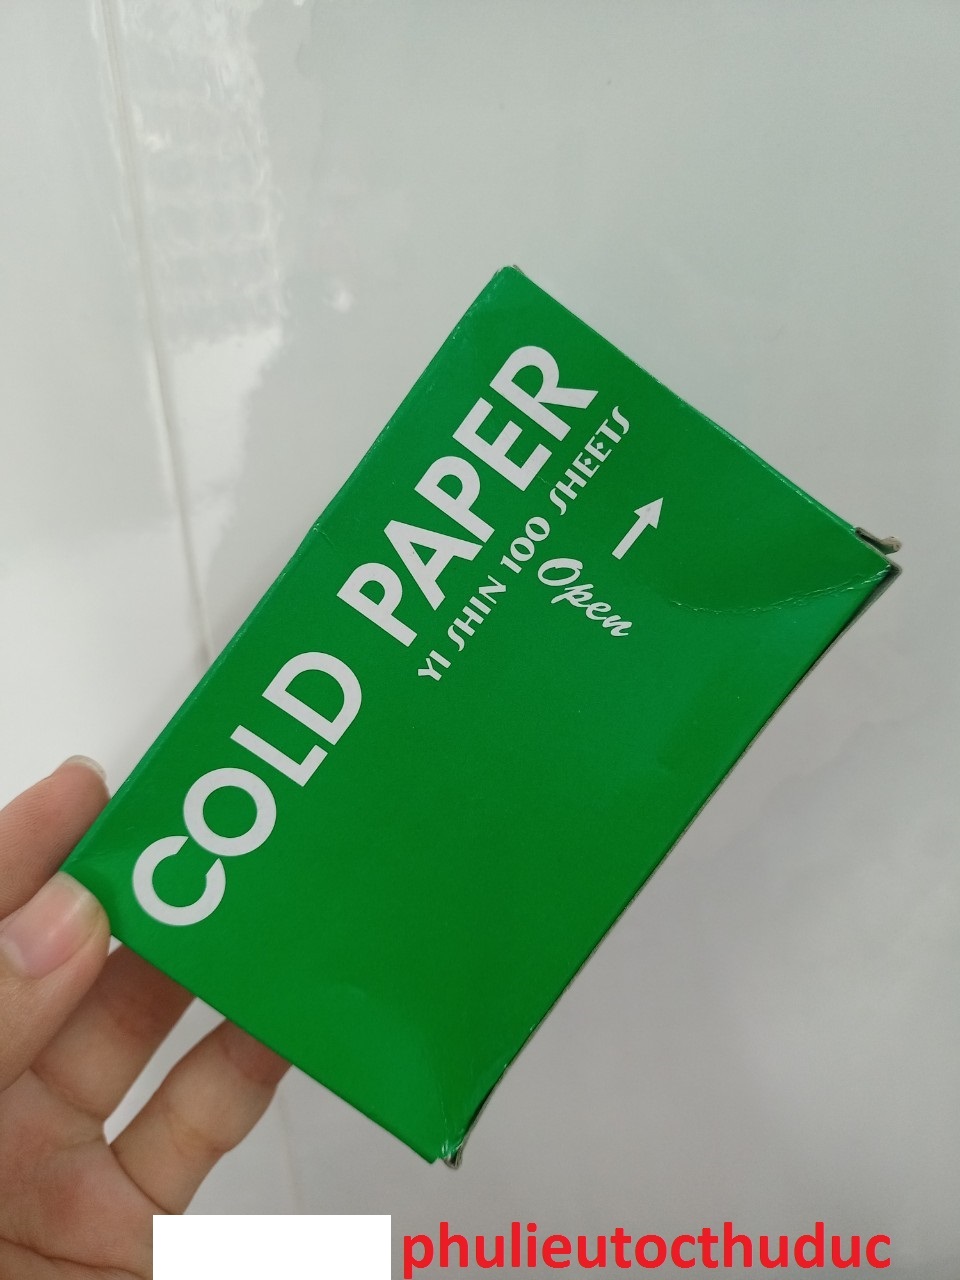 COLD PAPER
YI SHIN 100 SHEETS
Open
phulieutocthuduc